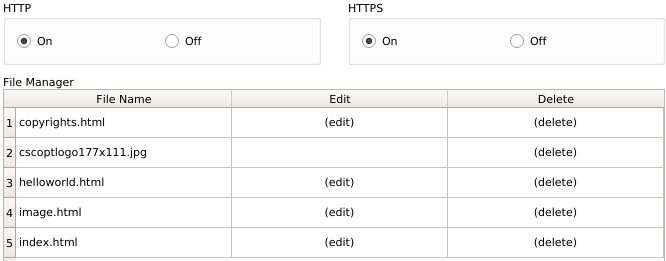 HTTP HTTPS
On Off On Off
File Manager
File Name Edit Delete
1 copyrights.html (edit) (delete)
2 cscoptlogo177x111.jpg (delete)
3 helloworld.html (edit) (delete)
4 image.html (edit) (delete)
5 index.html (edit) (delete)